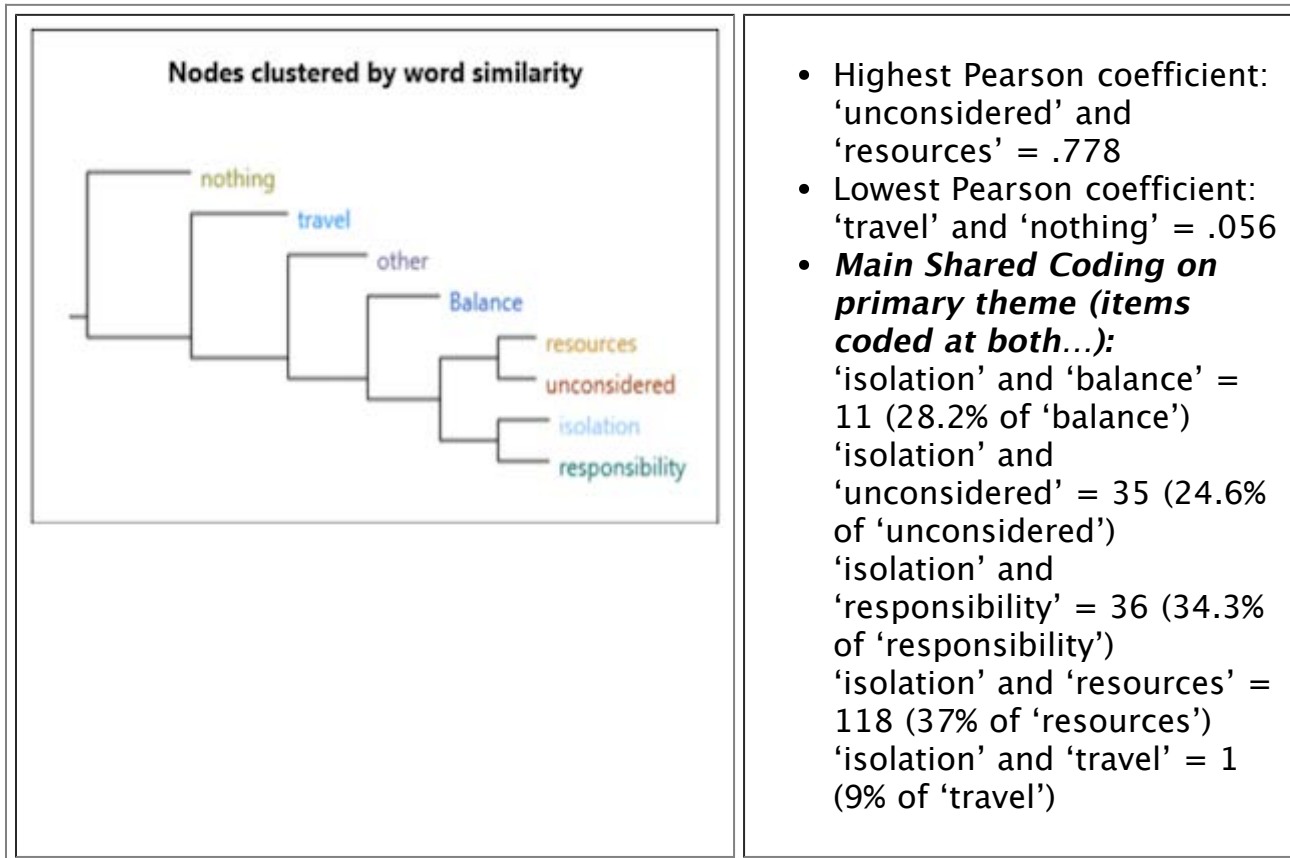 Nodes clustered by word similarity
nothing
travel
other
Balance
resources
unconsidered
isolation
responsibility
• Highest Pearson coefficient:
‘unconsidered’ and
‘resources’ = .778
• Lowest Pearson coefficient:
‘travel’ and ‘nothing’ = .056
• Main Shared Coding on
primary theme (items
coded at both…):
‘isolation’ and ‘balance’ =
11 (28.2% of ‘balance’)
‘isolation’ and
‘unconsidered’ = 35 (24.6%
of ‘unconsidered’)
‘isolation’ and
‘responsibility’ = 36 (34.3%
of ‘responsibility’)
‘isolation’ and ‘resources’ =
118 (37% of ‘resources’)
‘isolation’ and ‘travel’ = 1
(9% of ‘travel’)